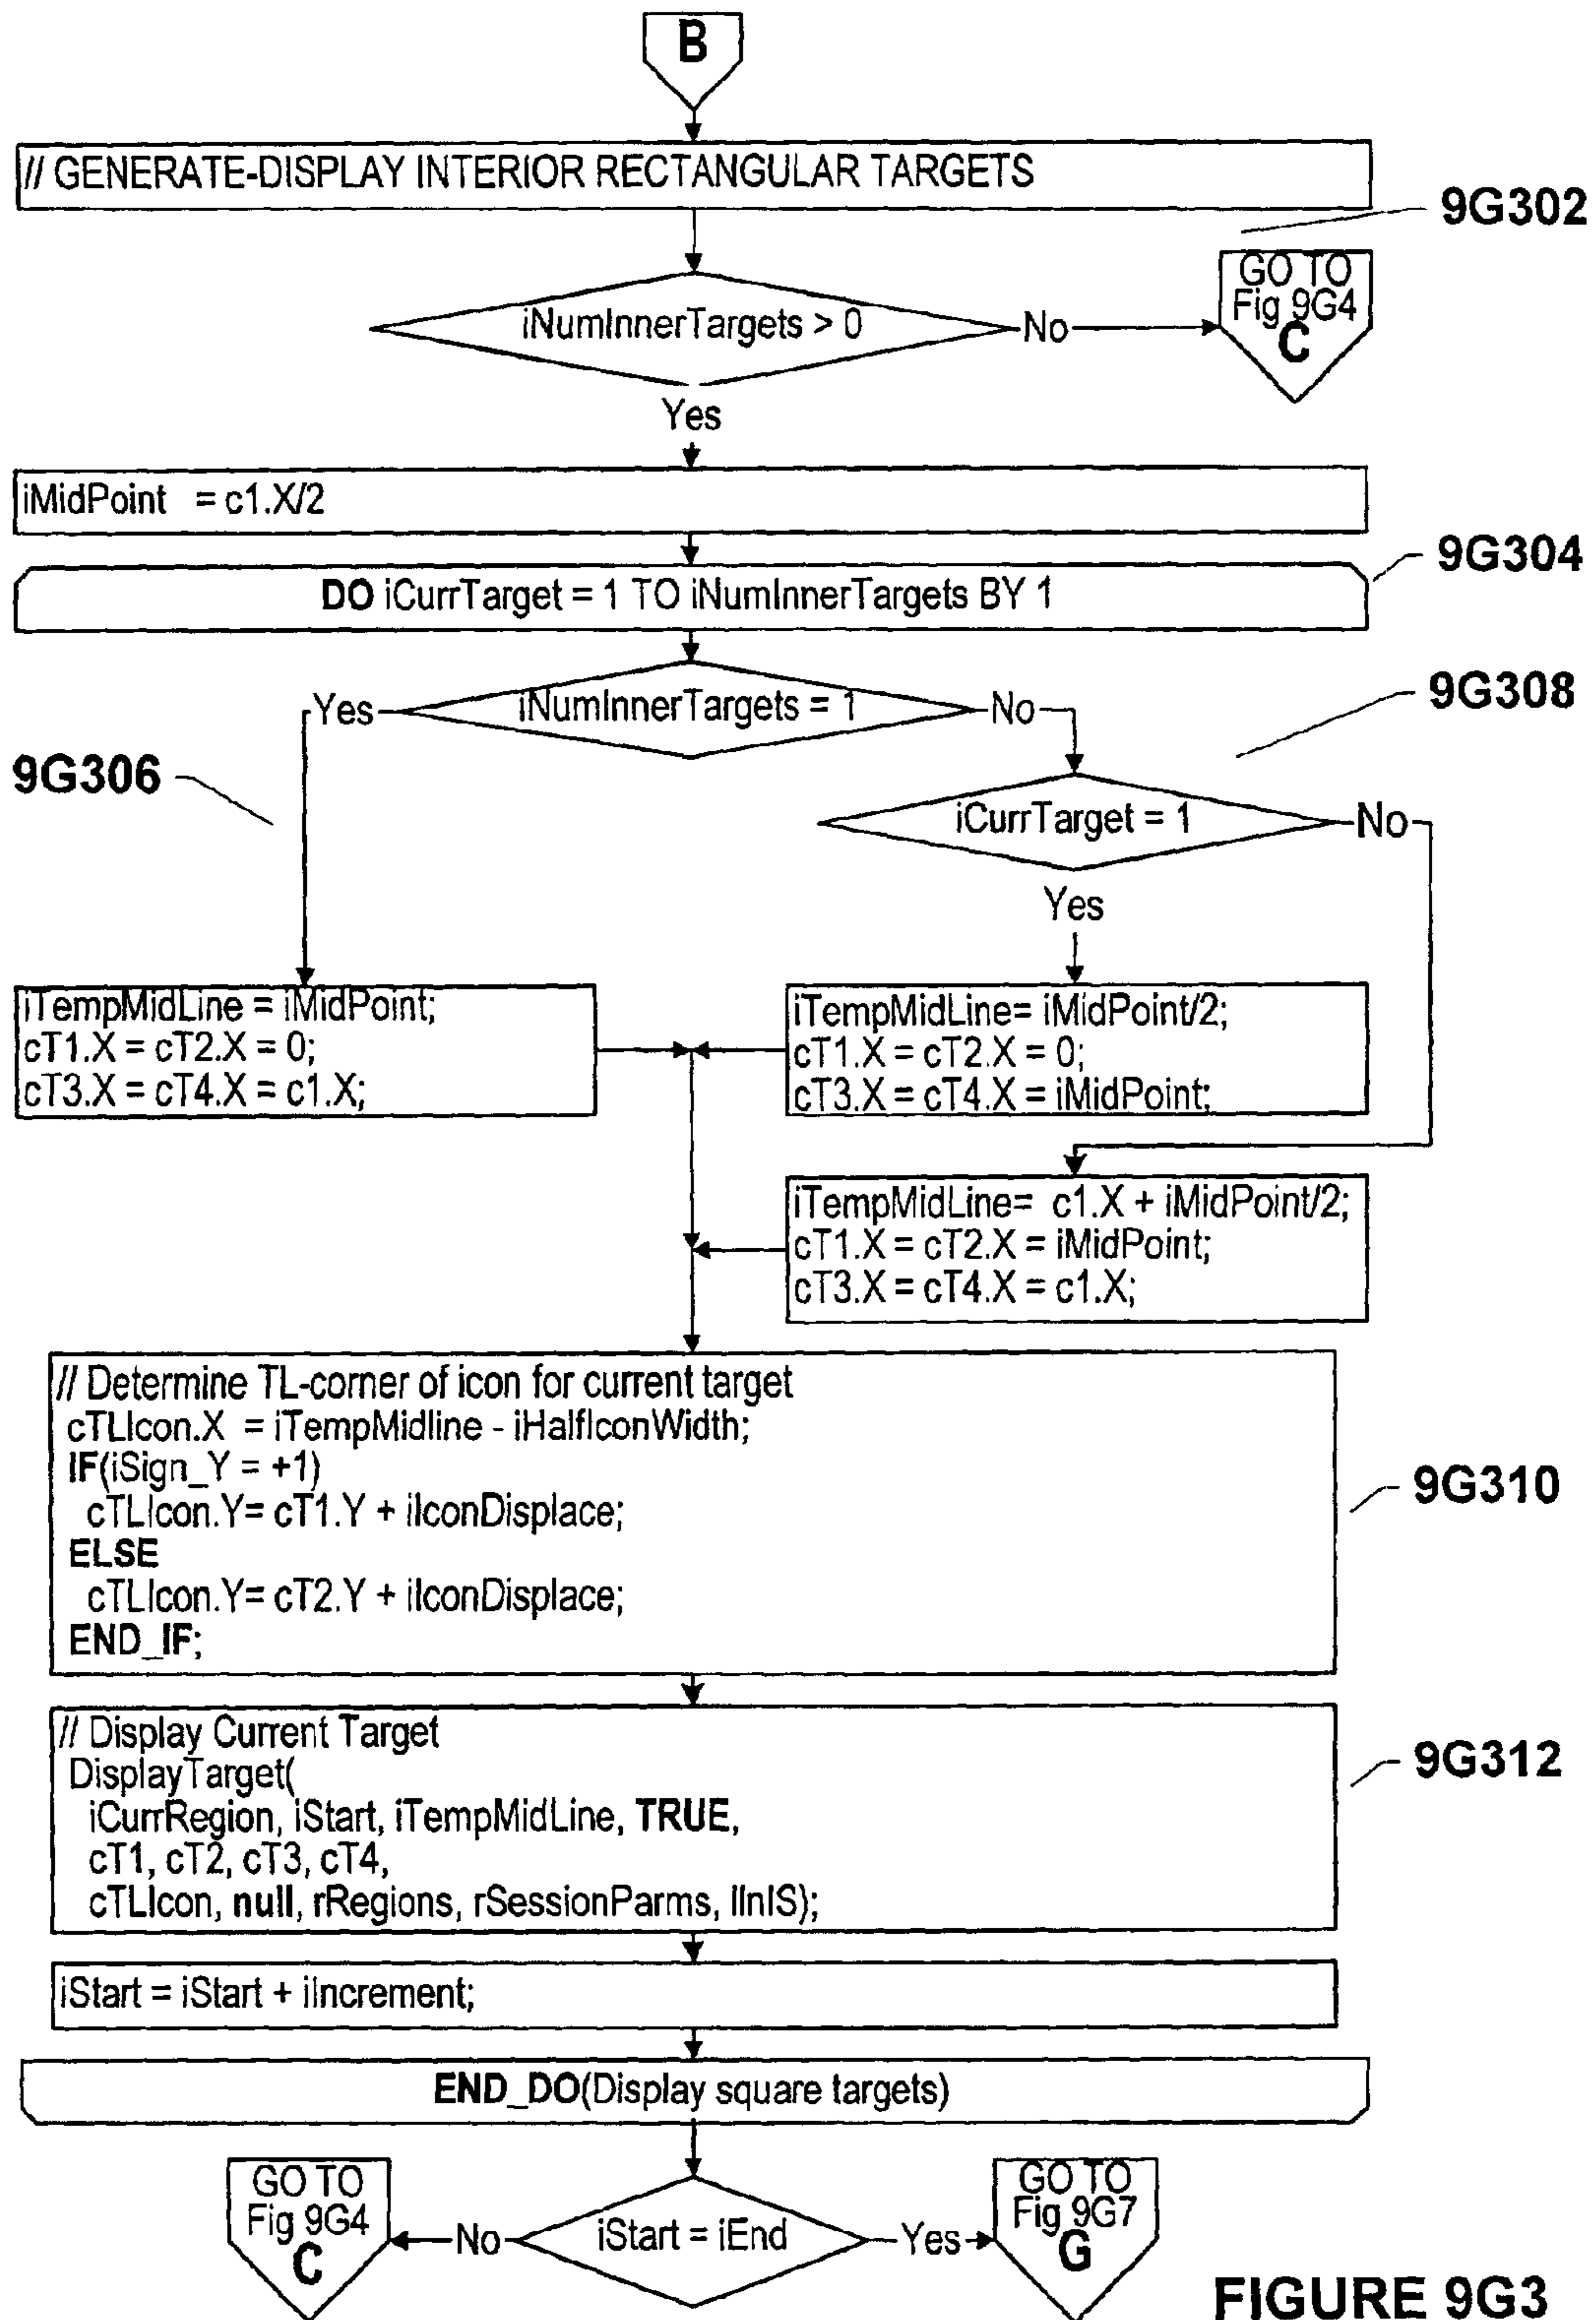 B
// GENERATE-DISPLAY INTERIOR RECTANGULAR TARGETS
9G302
iNumInnerTargets > 0
No
GO TO
Fig 9G4
C
Yes
iMidPoint = c1.X/2
9G304
DO iCurrTarget = 1 TO iNumInnerTargets BY 1
9G308
Yes
iNumInnerTargets = 1
No
9G306
iCurrTarget = 1
No
Yes
iTempMidLine = iMidPoint;
cT1.X = cT2.X = 0;
cT3.X = cT4.X = c1.X;
iTempMidLine= iMidPoint/2;
cT1.X = cT2.X = 0;
cT3.X = cT4.X = iMidPoint;
iTempMidLine= c1.X + iMidPoint/2;
cT1.X = cT2.X = iMidPoint;
cT3.X = cT4.X = c1.X;
// Determine TL-corner of icon for current target
cTLIcon.X = iTempMidline - iHalfIconWidth;
IF(iSign_Y = +1)
cTLIcon.Y= cT1.Y + iIconDisplace;
ELSE
cTLIcon.Y= cT2.Y + iIconDisplace;
END_IF;
9G310
// Display Current Target
DisplayTarget(
iCurrRegion, iStart, iTempMidLine, TRUE,
cT1, cT2, cT3, cT4,
cTLIcon, null, rRegions, rSessionParms, lInIS);
9G312
iStart = iStart + iIncrement;
END_DO(Display square targets)
GO TO
Fig 9G4
C
No
iStart = iEnd
Yes
GO TO
Fig 9G7
G
FIGURE 9G3